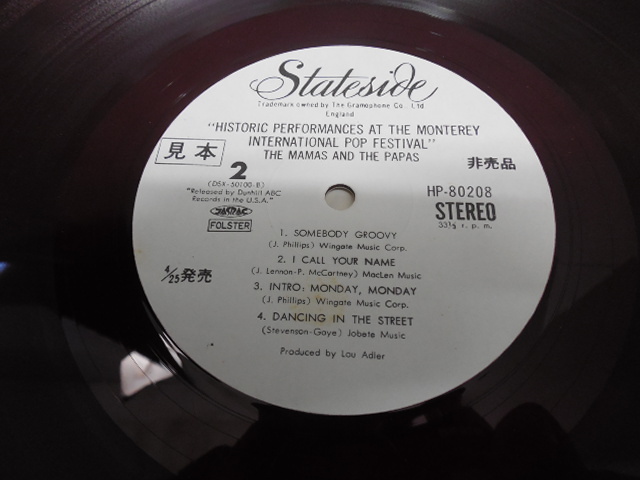 Stateside
Trademark owned by The Gramophone Co., Ltd
England
"HISTORIC PERFORMANCES AT THE MONTEREY
INTERNATIONAL POP FESTIVAL"
THE MAMAS AND THE PAPAS
見本
非売品
2
(DSX-50100-B)
"Released by Dunhill ABC
Records in the U.S.A."
JASRAC
FOLSTER
HP-80208
STEREO
33⅓ r. p. m.
1. SOMEBODY GROOVY
(J. Phillips) Wingate Music Corp.
2. I CALL YOUR NAME
(J. Lennon-P. McCartney) MacLen Music
3. INTRO: MONDAY, MONDAY
(J. Phillips) Wingate Music Corp.
4. DANCING IN THE STREET
(Stevenson-Gaye) Jobete Music
4/25発売
Produced by Lou Adler